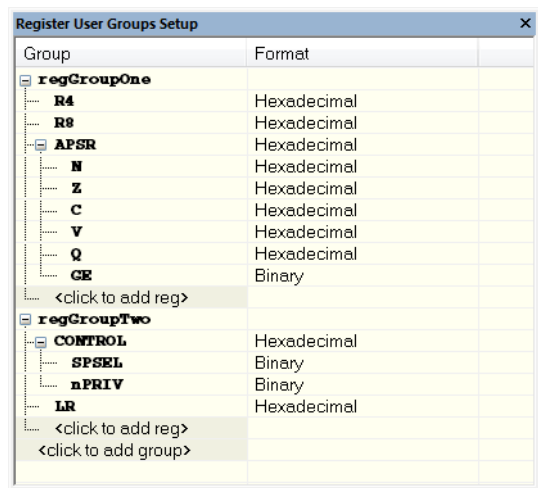 Register User Groups Setup ×
Group Format
regGroupOne
R4 Hexadecimal
R8 Hexadecimal
APSR Hexadecimal
N Hexadecimal
Z Hexadecimal
C Hexadecimal
V Hexadecimal
Q Hexadecimal
GE Binary
<click to add reg>
regGroupTwo
CONTROL Hexadecimal
SPSEL Binary
nPRIV Binary
LR Hexadecimal
<click to add reg>
<click to add group>